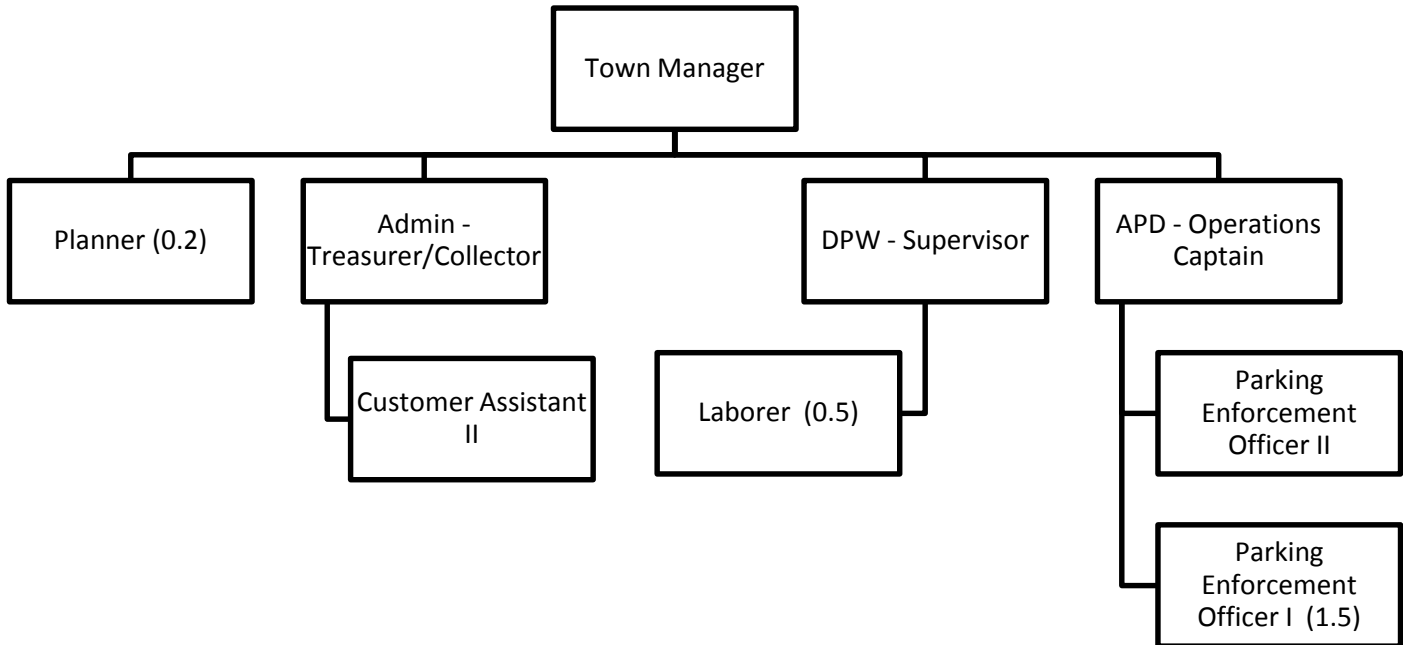 Town Manager
Planner (0.2)
Admin -
Treasurer/Collector
DPW - Supervisor
APD - Operations
Captain
Customer Assistant
II
Laborer  (0.5)
Parking
Enforcement
Officer II
Parking
Enforcement
Officer I  (1.5)